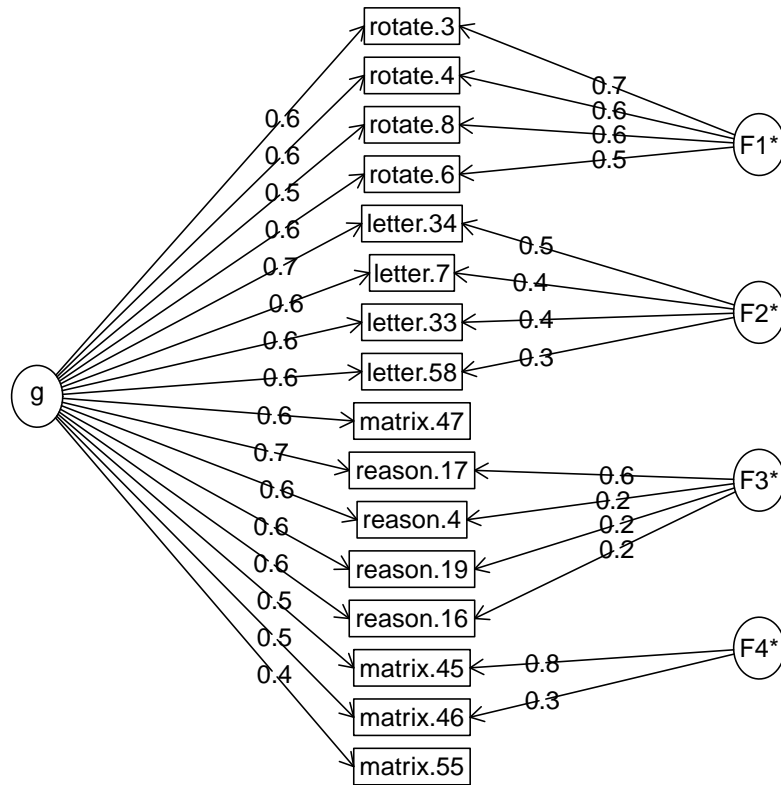 rotate.3
rotate.4
rotate.8
rotate.6
letter.34
letter.7
letter.33
letter.58
matrix.47
reason.17
reason.4
reason.19
reason.16
matrix.45
matrix.46
matrix.55
g
0.6
0.6
0.5
0.6
0.7
0.6
0.6
0.6
0.6
0.7
0.6
0.6
0.6
0.5
0.5
0.4
F1*
0.7
0.6
0.6
0.5
F2*
0.5
0.4
0.4
0.3
F3*
0.6
0.2
0.2
0.2
F4*
0.8
0.3